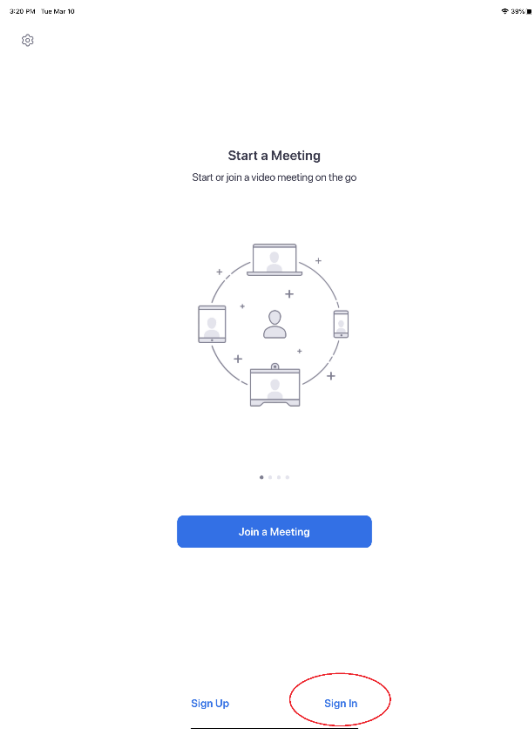 3:20 PM Tue Mar 10 38%
Start a Meeting
Start or join a video meeting on the go
Join a Meeting
Sign Up Sign In